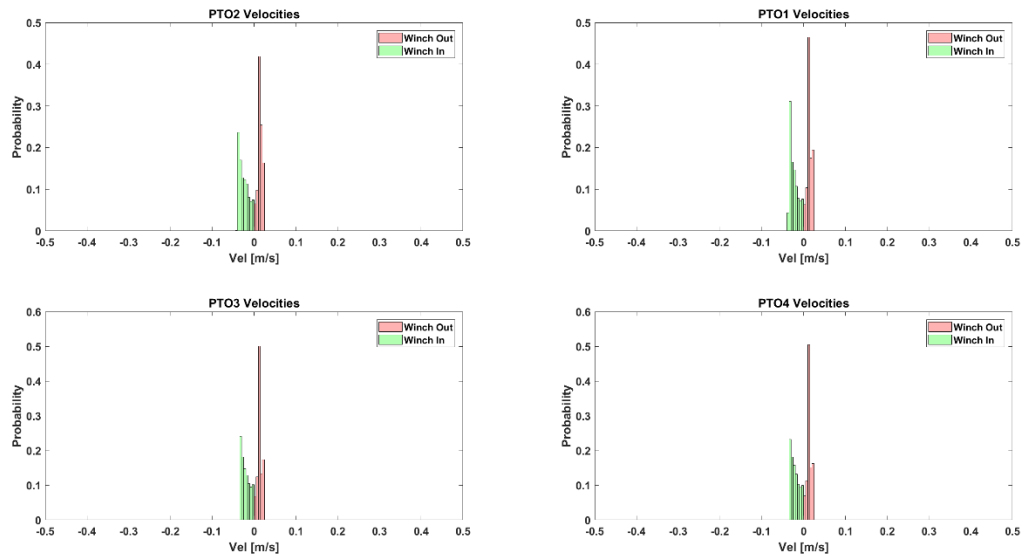 PTO2 Velocities
0.5
0.4
0.3
0.2
0.1
0
Probability
Winch Out
Winch In
-0.5 -0.4 -0.3 -0.2 -0.1 0 0.1 0.2 0.3 0.4 0.5
Vel [m/s]
PTO1 Velocities
0.5
0.4
0.3
0.2
0.1
0
Probability
Winch Out
Winch In
-0.5 -0.4 -0.3 -0.2 -0.1 0 0.1 0.2 0.3 0.4 0.5
Vel [m/s]
PTO3 Velocities
0.6
0.5
0.4
0.3
0.2
0.1
0
Probability
Winch Out
Winch In
-0.5 -0.4 -0.3 -0.2 -0.1 0 0.1 0.2 0.3 0.4 0.5
Vel [m/s]
PTO4 Velocities
0.6
0.5
0.4
0.3
0.2
0.1
0
Probability
Winch Out
Winch In
-0.5 -0.4 -0.3 -0.2 -0.1 0 0.1 0.2 0.3 0.4 0.5
Vel [m/s]